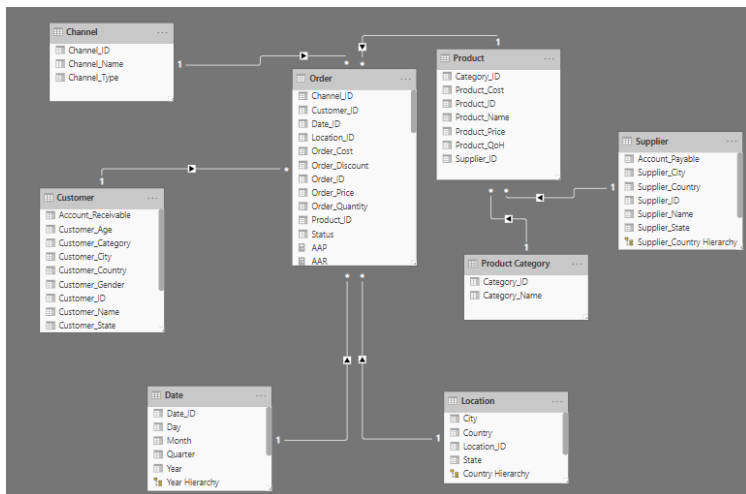 Channel
Channel_ID
Channel_Name
Channel_Type
1
1
Order
Channel_ID
Customer_ID
Date_ID
Location_ID
Order_Cost
Order_Discount
Order_ID
Order_Price
Order_Quantity
Product_ID
Status
AAP
AAR
Product
Category_ID
Product_Cost
Product_ID
Product_Name
Product_Price
Product_QoH
Supplier_ID
Supplier
Account_Payable
Supplier_City
Supplier_Country
Supplier_ID
Supplier_Name
Supplier_State
Supplier_Country Hierarchy
1
1
Customer
Account_Receivable
Customer_Age
Customer_Category
Customer_City
Customer_Country
Customer_Gender
Customer_ID
Customer_Name
Customer_State
1
Product Category
Category_ID
Category_Name
Date
Date_ID
Day
Month
Quarter
Year
Year Hierarchy
1
1
Location
City
Country
Location_ID
State
Country Hierarchy